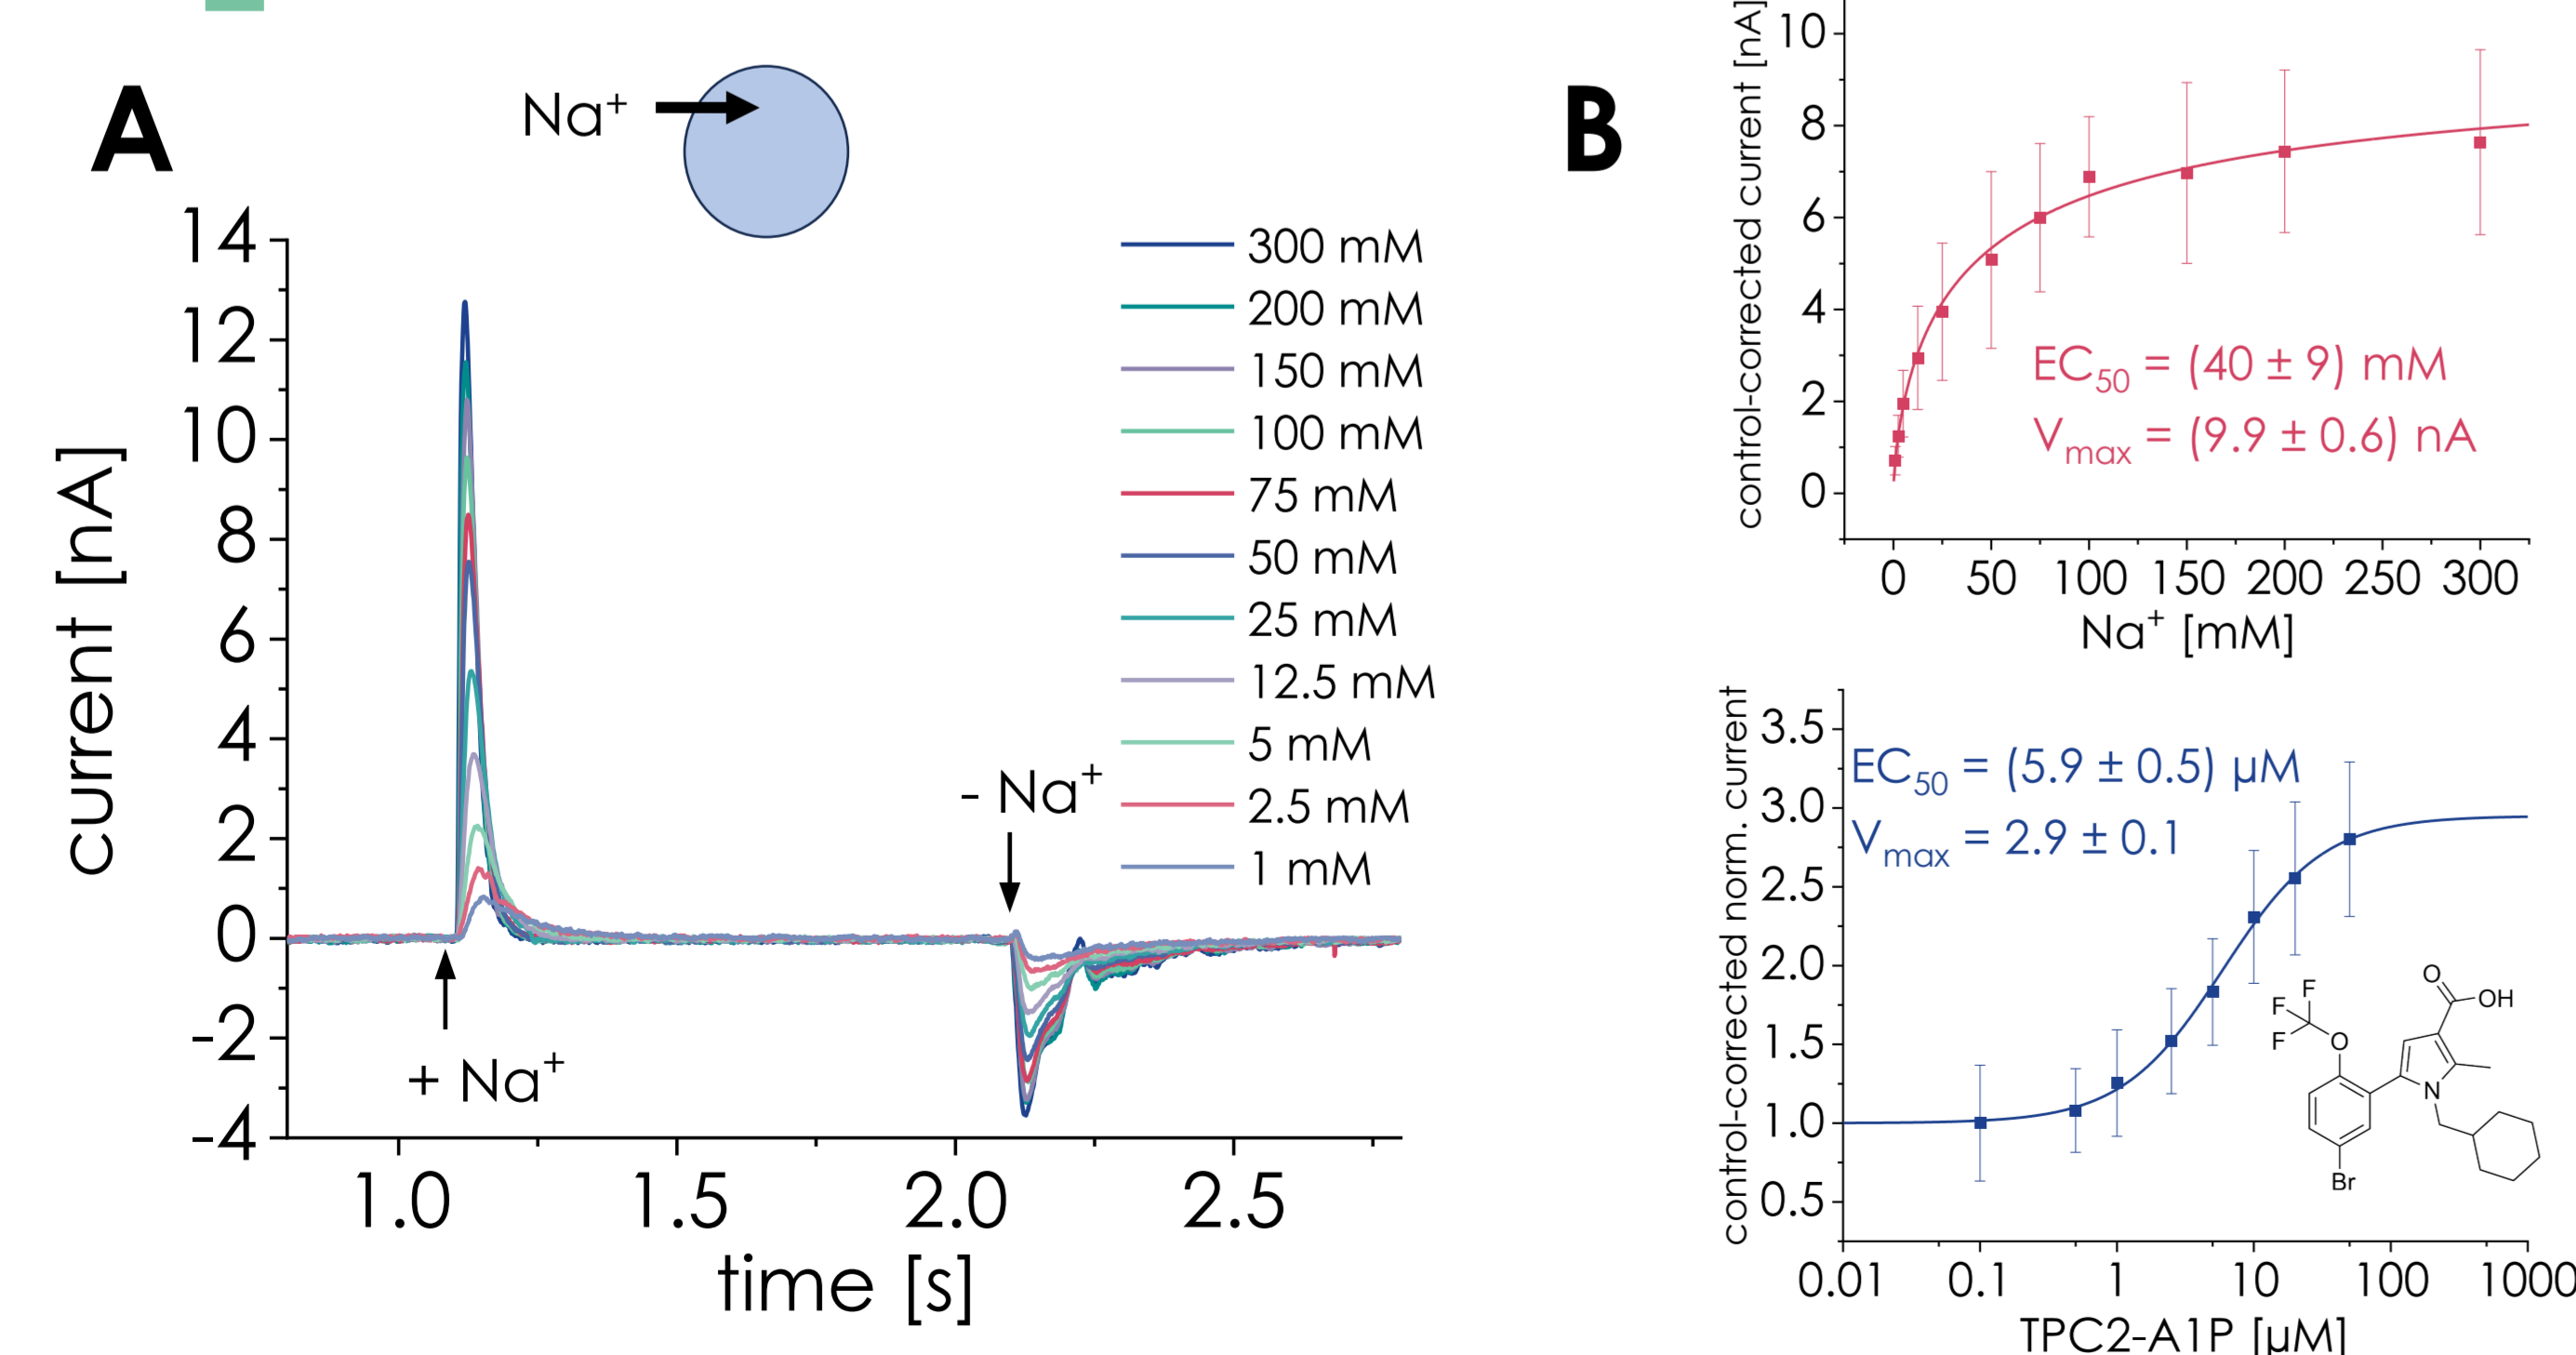 A
Na⁺
current [nA]
14
12
10
8
6
4
2
0
-2
-4
300 mM
200 mM
150 mM
100 mM
75 mM
50 mM
25 mM
12.5 mM
5 mM
2.5 mM
1 mM
- Na⁺
+ Na⁺
1.0 1.5 2.0 2.5
time [s]
B
control-corrected current [nA]
10
8
6
4
2
0
EC₅₀ = (40 ± 9) mM
Vₘₐₓ = (9.9 ± 0.6) nA
0 50 100 150 200 250 300
Na⁺ [mM]
control-corrected norm. current
3.5
3.0
2.5
2.0
1.5
1.0
0.5
EC₅₀ = (5.9 ± 0.5) µM
Vₘₐₓ = 2.9 ± 0.1
O
OH
F
F
F
O
N
Br
0.01 0.1 1 10 100 1000
TPC2-A1P [µM]